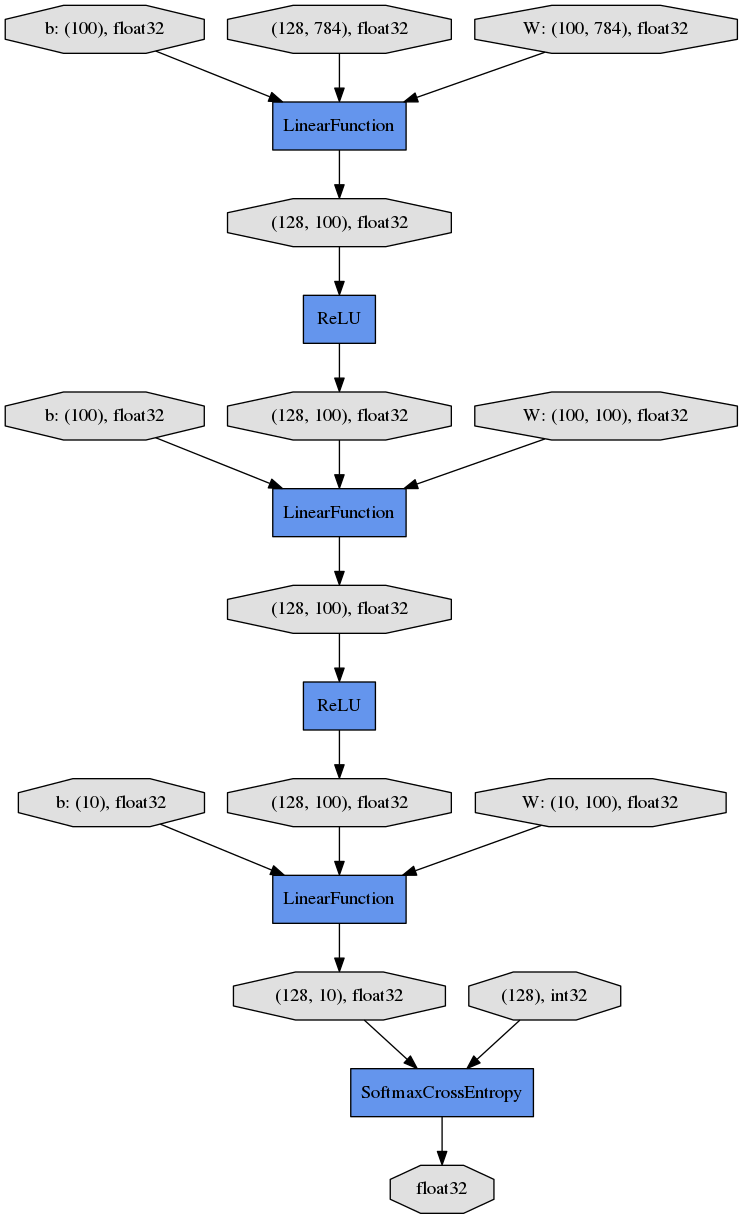 b: (100), float32
(128, 784), float32
W: (100, 784), float32
LinearFunction
(128, 100), float32
ReLU
b: (100), float32
(128, 100), float32
W: (100, 100), float32
LinearFunction
(128, 100), float32
ReLU
b: (10), float32
(128, 100), float32
W: (10, 100), float32
LinearFunction
(128, 10), float32
(128), int32
SoftmaxCrossEntropy
float32